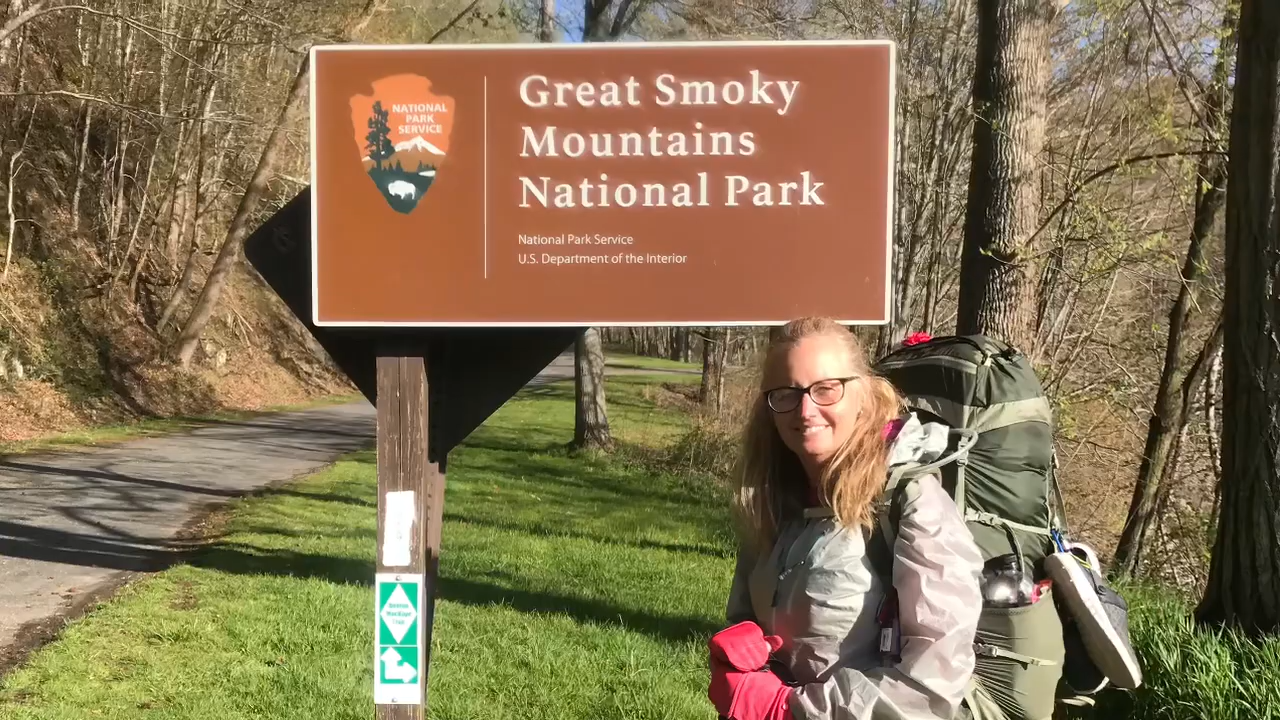 NATIONAL
PARK
SERVICE
Great Smoky
Mountains
National Park
National Park Service
U.S. Department of the Interior